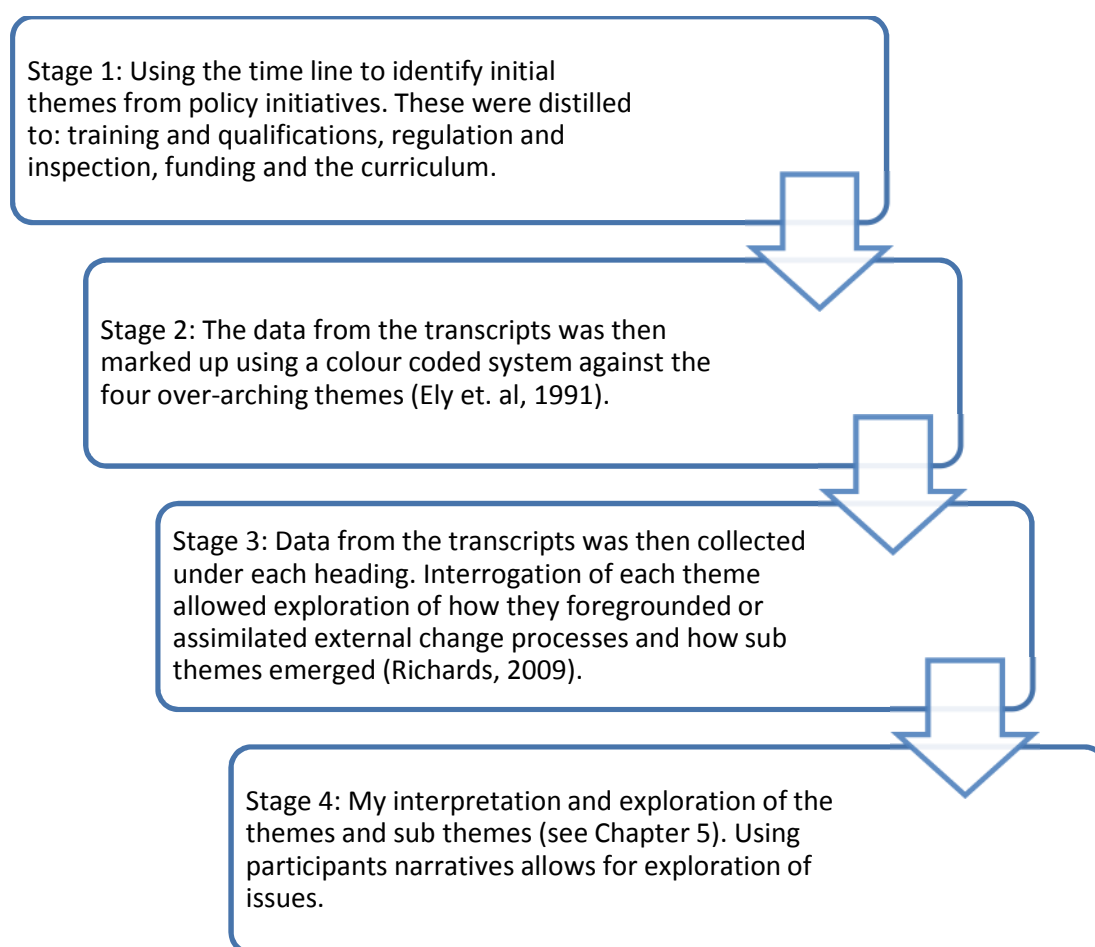 Stage 1: Using the time line to identify initial
themes from policy initiatives. These were distilled
to: training and qualifications, regulation and
inspection, funding and the curriculum.
Stage 2: The data from the transcripts was then
marked up using a colour coded system against the
four over-arching themes (Ely et. al, 1991).
Stage 3: Data from the transcripts was then collected
under each heading. Interrogation of each theme
allowed exploration of how they foregrounded or
assimilated external change processes and how sub
themes emerged (Richards, 2009).
Stage 4: My interpretation and exploration of the
themes and sub themes (see Chapter 5). Using
participants narratives allows for exploration of
issues.